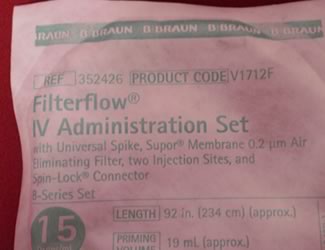 BRAUN B|BRAUN B|BRAUN B|BRAUN B
REF 352426 PRODUCT CODE V1712F
Filterflow®
IV Administration Set
with Universal Spike, Supor® Membrane 0.2 µm Air
Eliminating Filter, two Injection Sites, and
Spin-Lock® Connector
B-Series Set
15
LENGTH 92 in. (234 cm) (approx.)
PRIMING 19 mL (approx.)
VOLUME